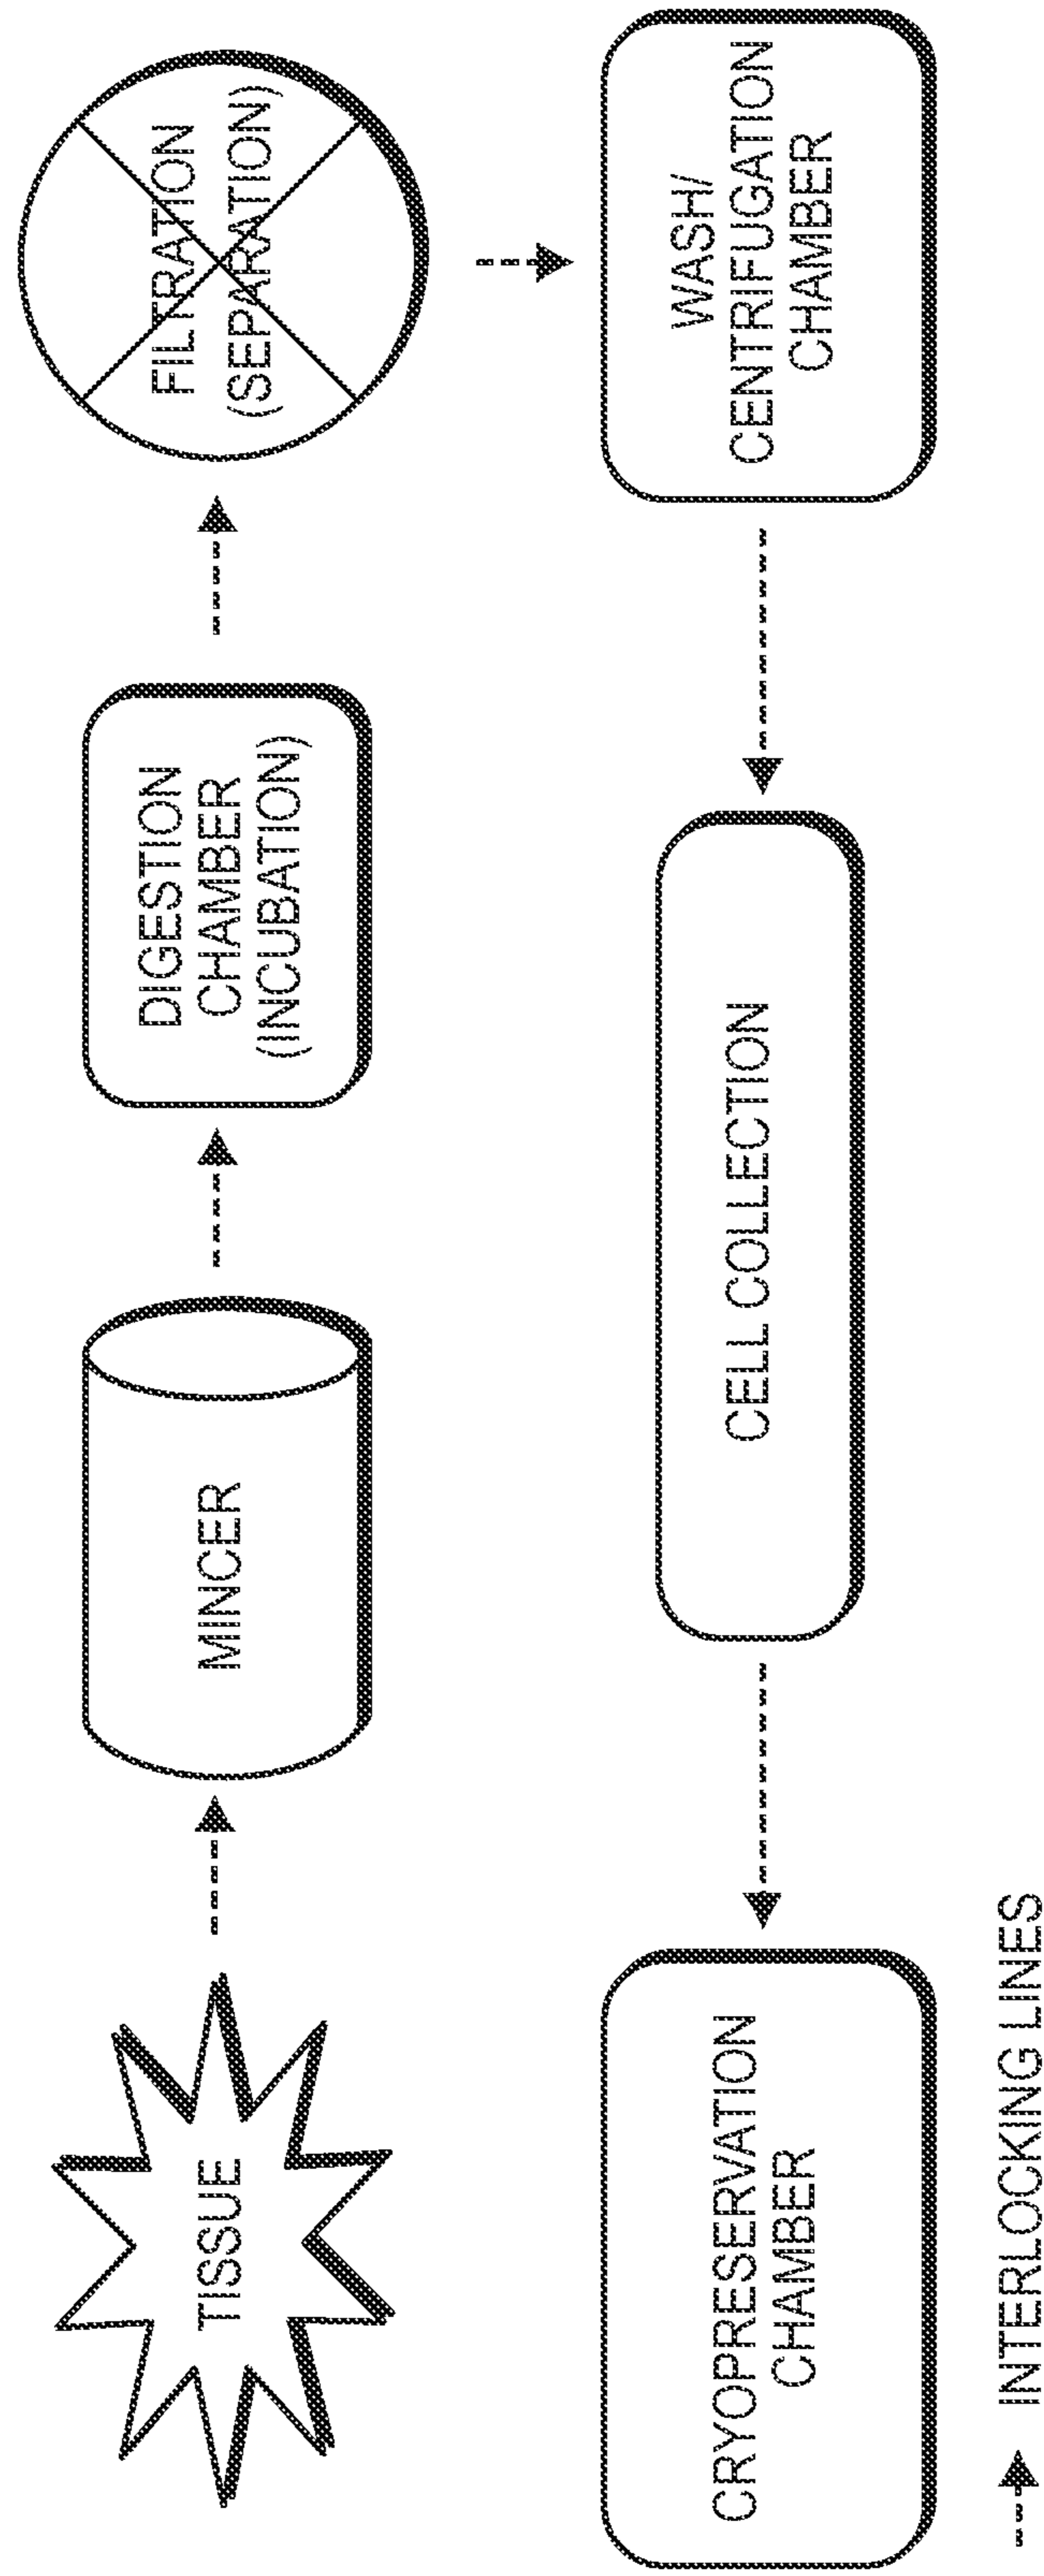 TISSUE
MINCER
DIGESTION
CHAMBER
(INCUBATION)
FILTRATION
(SEPARATION)
WASH/
CENTRIFUGATION
CHAMBER
CELL COLLECTION
CRYOPRESERVATION
CHAMBER
INTERLOCKING LINES